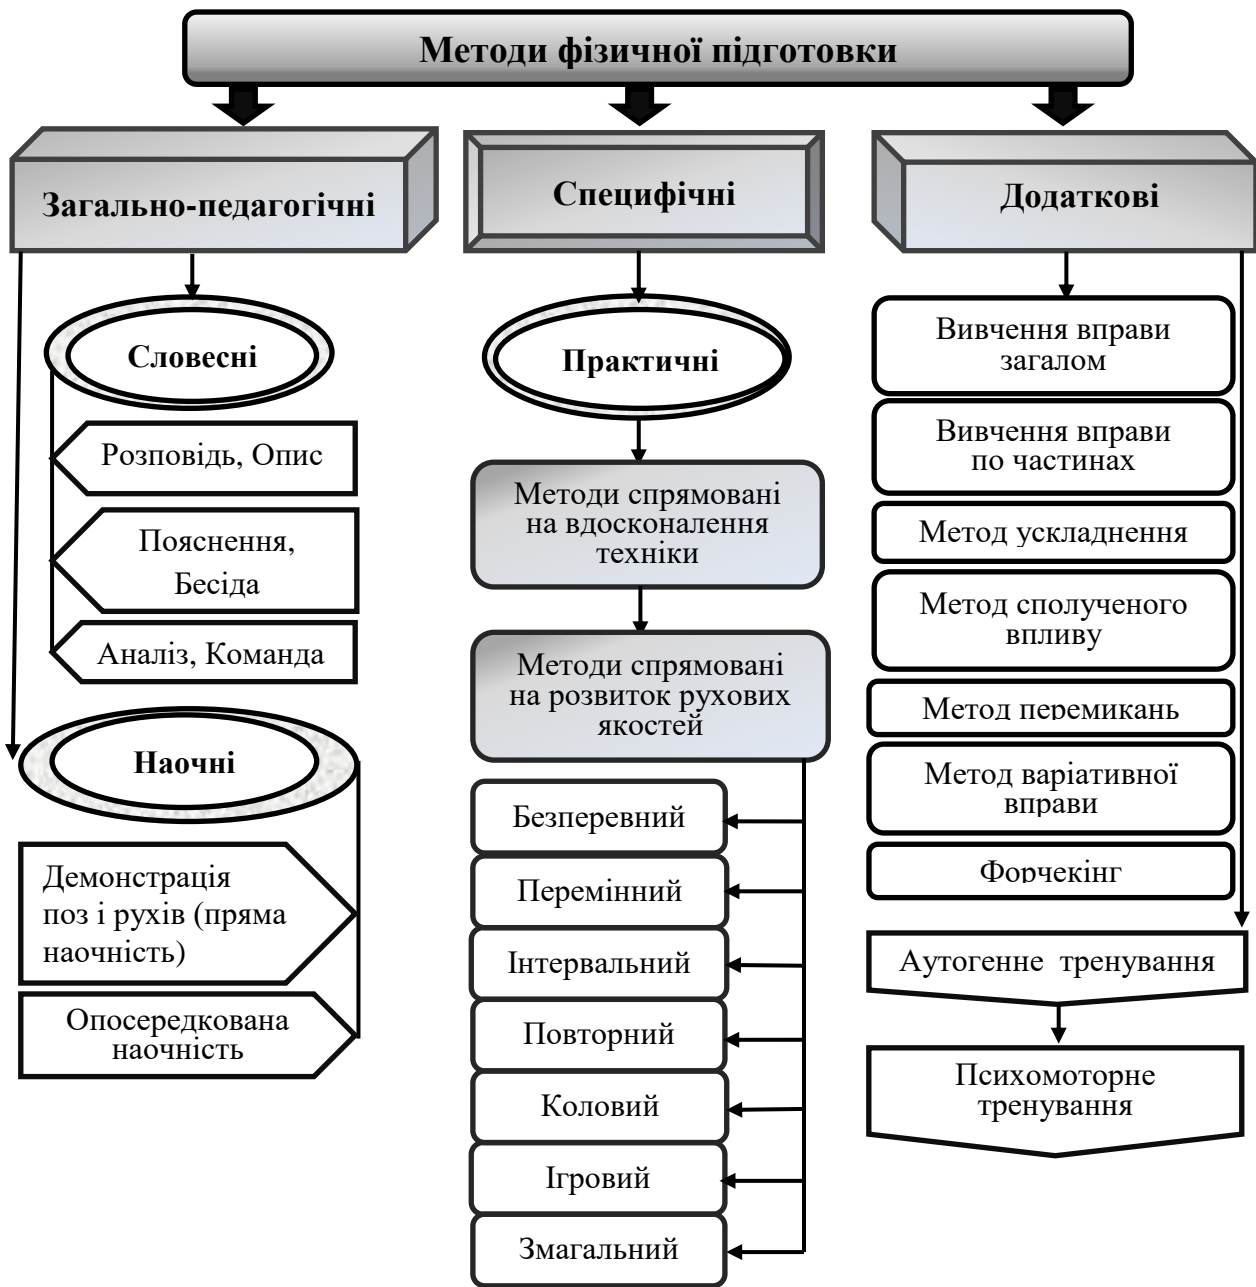 Методи фізичної підготовки
Загально-педагогічні
Словесні
Розповідь, Опис
Пояснення,
Бесіда
Аналіз, Команда
Наочні
Демонстрація
поз і рухів (пряма
наочність)
Опосередкована
наочність
Специфічні
Практичні
Методи спрямовані
на вдосконалення
техніки
Методи спрямовані
на розвиток рухових
якостей
Безперевний
Перемінний
Інтервальний
Повторний
Коловий
Ігровий
Змагальний
Додаткові
Вивчення вправи
загалом
Вивчення вправи
по частинах
Метод ускладнення
Метод сполученого
впливу
Метод перемикань
Метод варіативної
вправи
Форчекінг
Аутогенне тренування
Психомоторне
тренування